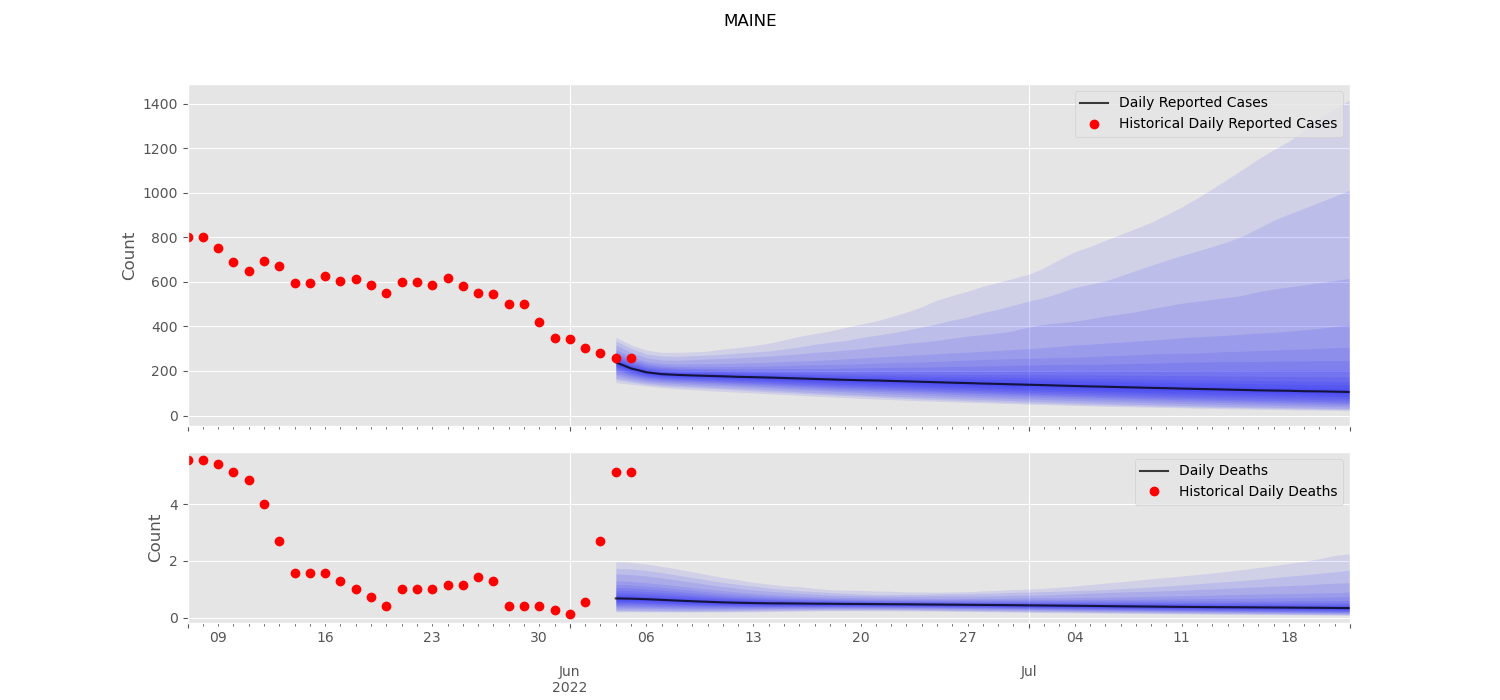 MAINE
1400
1200
1000
800
600
400
200
0
Count
Daily Reported Cases
Historical Daily Reported Cases
4
2
0
Count
Daily Deaths
Historical Daily Deaths
09 16 23 30 06 13 20 27 04 11 18
Jun Jul
2022